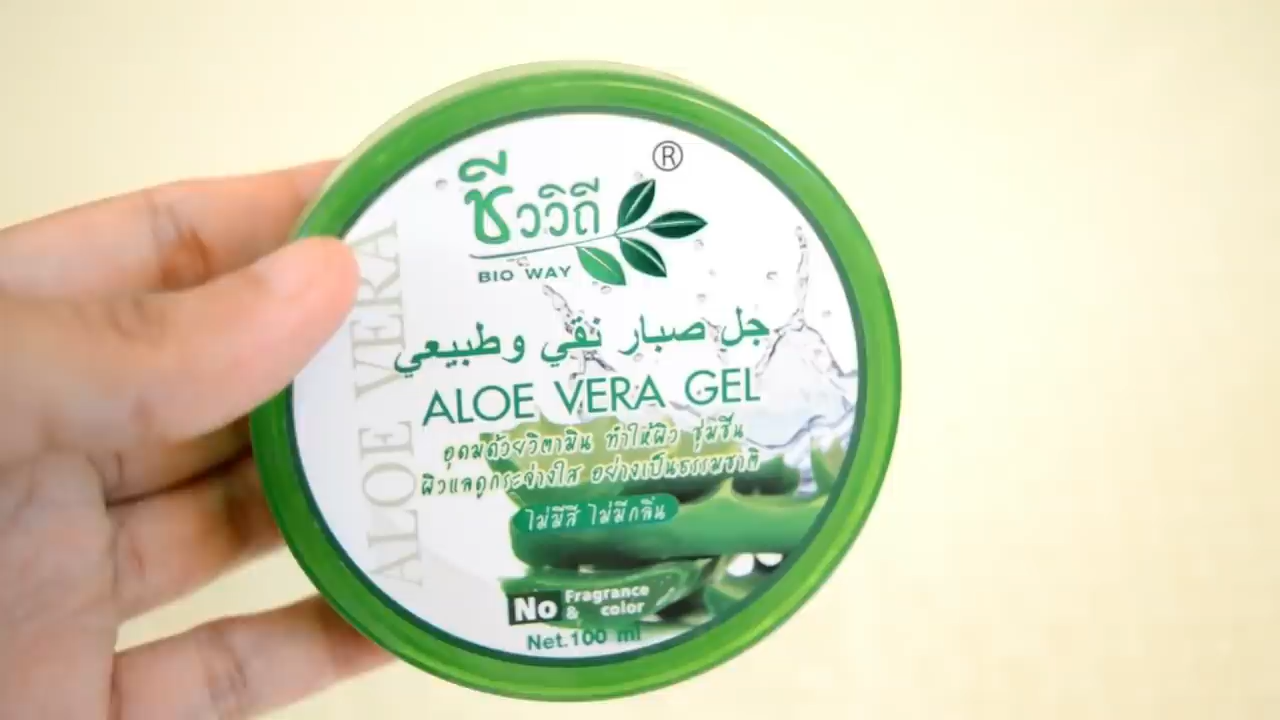 ชีววิถี ®
BIO WAY
جل صبار نقي وطبيعي
ALOE VERA GEL
อุดมด้วยวิตามิน ทำให้ผิว ชุ่มชื่น
ผิวแลดูกระจ่างใส อย่างเป็นธรรมชาติ
ไม่มีสี ไม่มีกลิ่น
No Fragrance
& color
Net.100 ml
ALOE VERA